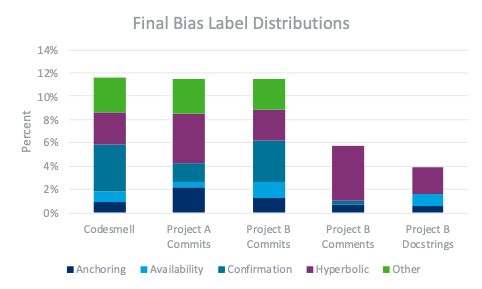 Final Bias Label Distributions
14%
12%
10%
8%
6%
4%
2%
0%
Percent
Codesmell
Project A Commits
Project B Commits
Project B Comments
Project B Docstrings
Anchoring Availability Confirmation Hyperbolic Other